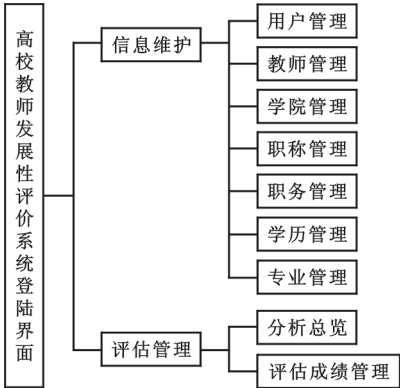 高校教师发展性评价系统登陆界面
信息维护
用户管理
教师管理
学院管理
职称管理
职务管理
学历管理
专业管理
评估管理
分析总览
评估成绩管理